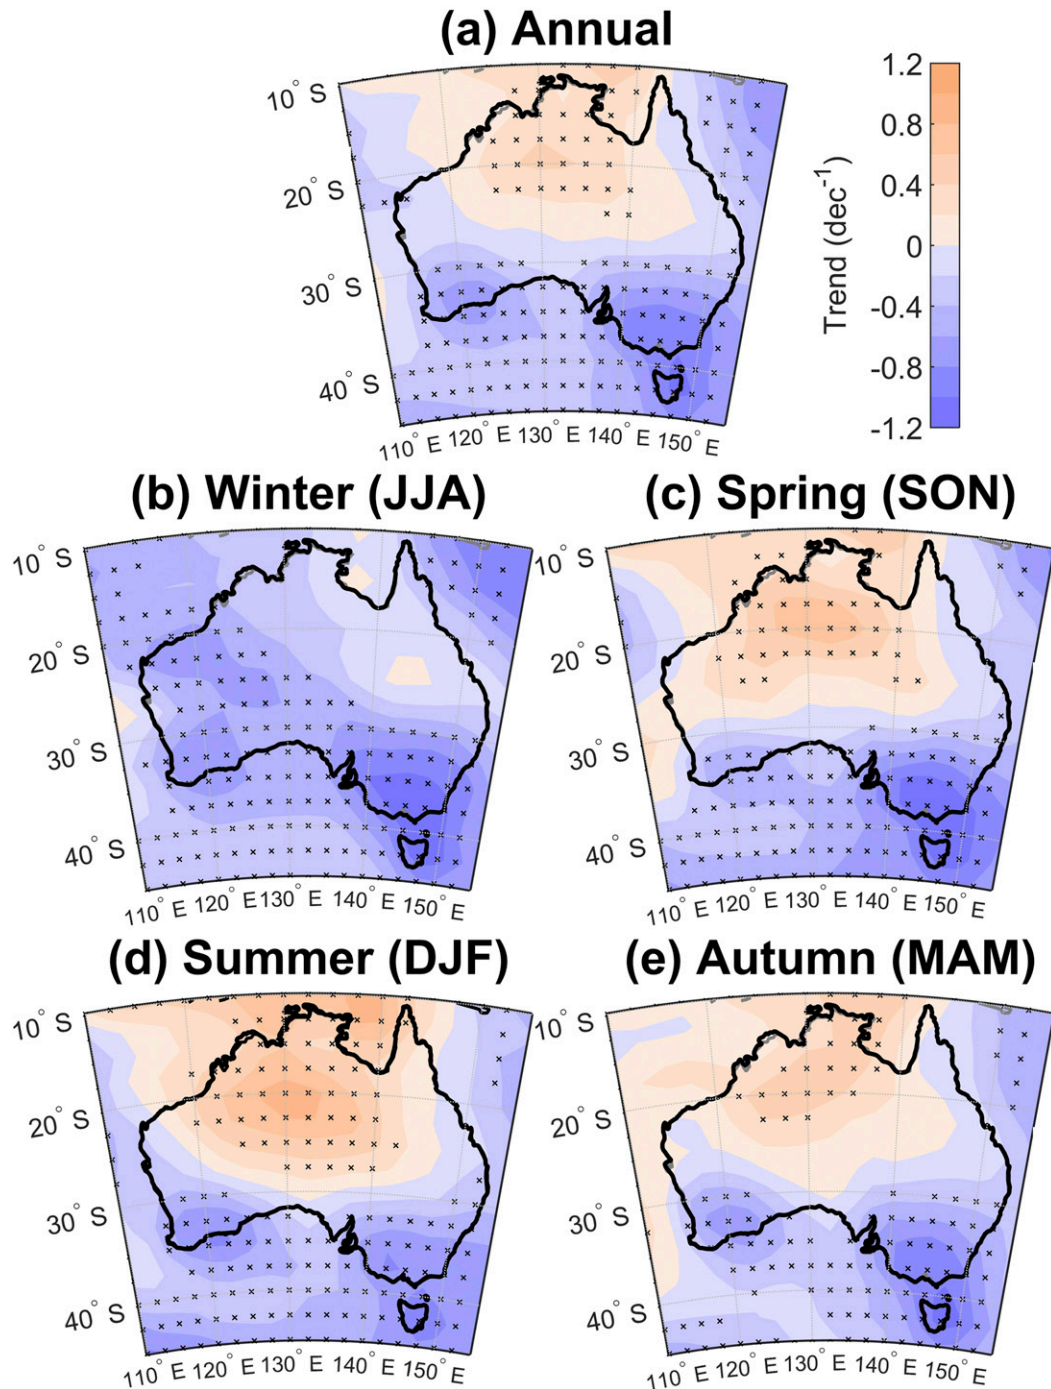 (a) Annual
10° S
20° S
30° S
40° S
110° E 120° E 130° E 140° E 150° E
1.2
0.8
0.4
0
-0.4
-0.8
-1.2
Trend (dec⁻¹)
(b) Winter (JJA)
10° S
20° S
30° S
40° S
110° E 120° E 130° E 140° E 150° E
(c) Spring (SON)
10° S
20° S
30° S
40° S
110° E 120° E 130° E 140° E 150° E
(d) Summer (DJF)
10° S
20° S
30° S
40° S
110° E 120° E 130° E 140° E 150° E
(e) Autumn (MAM)
10° S
20° S
30° S
40° S
110° E 120° E 130° E 140° E 150° E